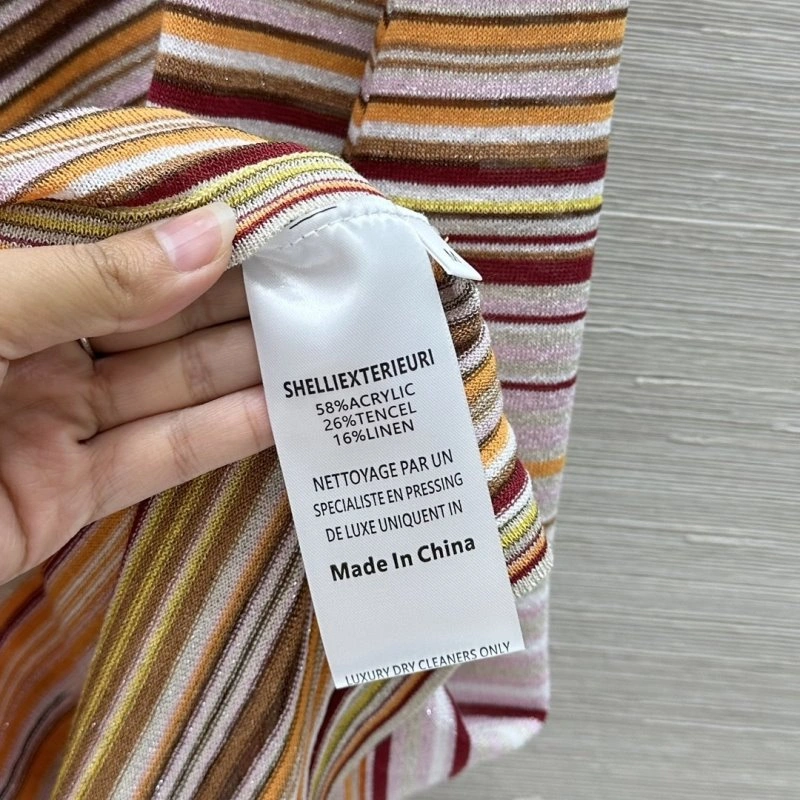 SHELLIEXTERIEURI
58%ACRYLIC
26%TENCEL
16%LINEN
NETTOYAGE PAR UN
SPECIALISTE EN PRESSING
DE LUXE UNIQUENT IN
Made In China
LUXURY DRY CLEANERS ONLY